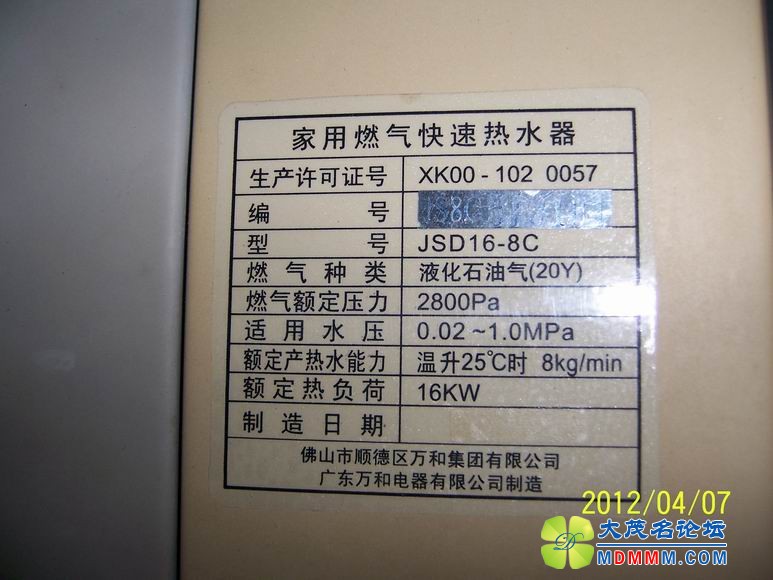 家用燃气快速热水器
生产许可证号 XK00-102 0057
编号
型号 JSD16-8C
燃气种类 液化石油气(20Y)
燃气额定压力 2800Pa
适用水压 0.02~1.0MPa
额定产热水能力 温升25℃时 8kg/min
额定热负荷 16KW
制造日期
佛山市顺德区万和集团有限公司
广东万和电器有限公司制造
2012/04/07
大茂名论坛
MDMMM.com